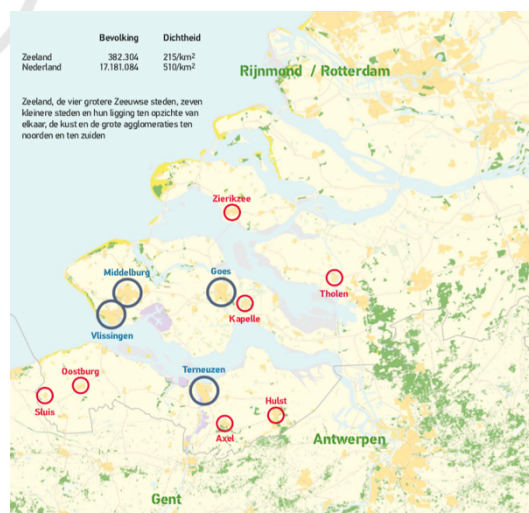 Bevolking Dichtheid
Zeeland 382.304 215/km²
Nederland 17.181.084 510/km²
Zeeland, de vier grotere Zeeuwse steden, zeven
kleinere steden en hun ligging ten opzichte van
elkaar, de kust en de grote agglomeraties ten
noorden en ten zuiden
Rijnmond / Rotterdam
Zierikzee
Middelburg
Goes
Tholen
Kapelle
Vlissingen
Oostburg
Terneuzen
Sluis
Hulst
Axel
Antwerpen
Gent